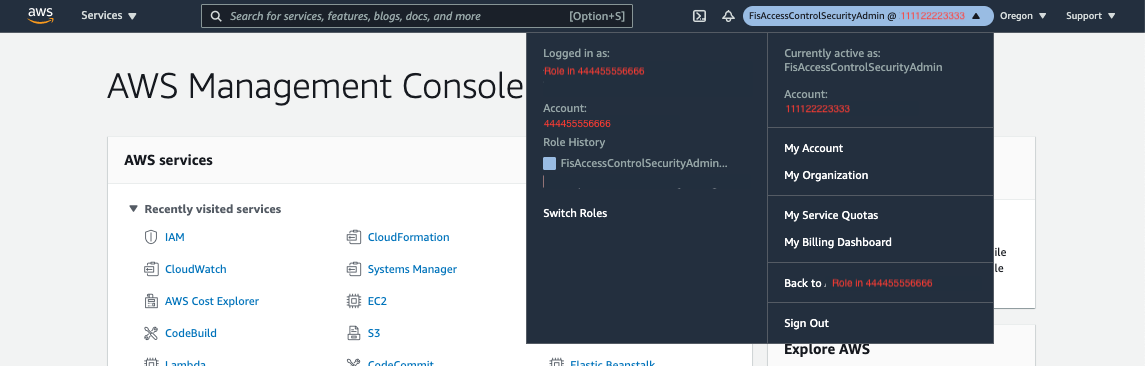 aws
Services
Search for services, features, blogs, docs, and more
[Option+S]
FisAccessControlSecurityAdmin @ 111122223333
Oregon
Support
AWS Management Console
Logged in as:
Role in 444455556666
Account:
444455556666
Role History
FisAccessControlSecurityAdmin...
Switch Roles
Currently active as:
FisAccessControlSecurityAdmin
Account:
111122223333
My Account
My Organization
My Service Quotas
My Billing Dashboard
Back to
Role in 444455556666
Sign Out
AWS services
Recently visited services
IAM
CloudFormation
CloudWatch
Systems Manager
AWS Cost Explorer
EC2
CodeBuild
S3
Lambda
CodeCommit
Elastic Beanstalk
Explore AWS